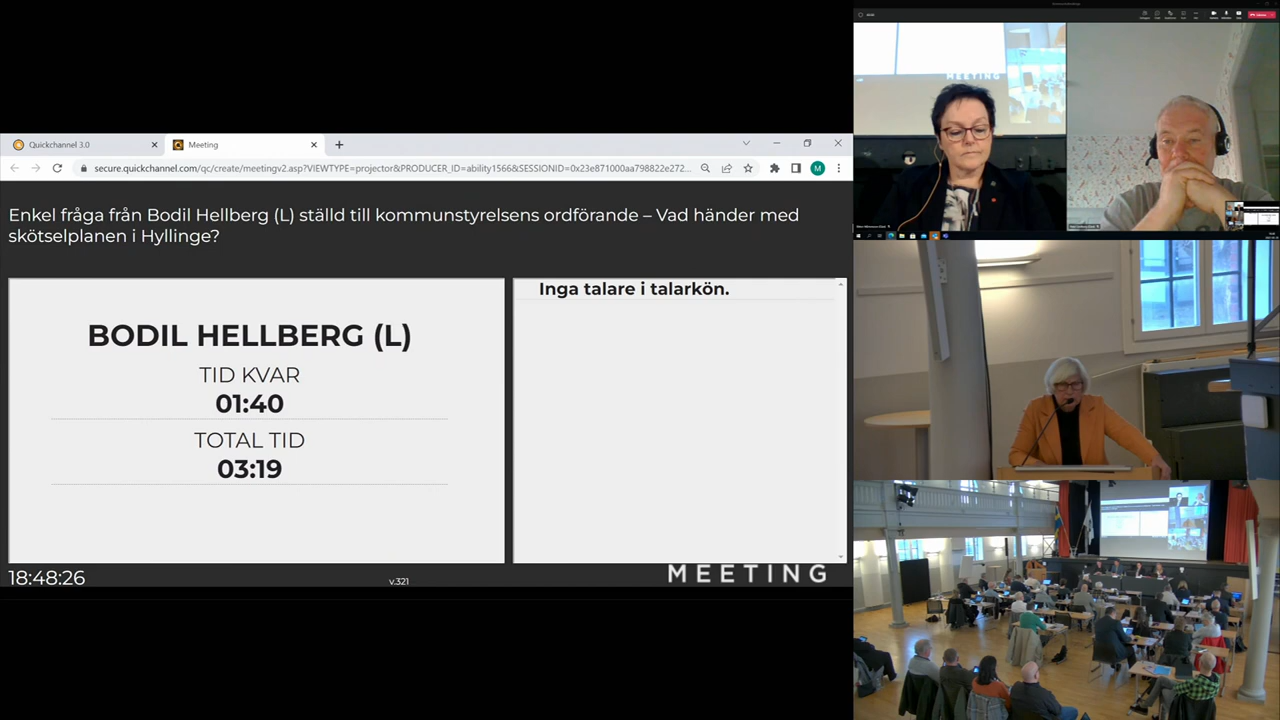 Quickchannel 3.0
Meeting
secure.quickchannel.com/qc/create/meetingv2.asp?VIEWTYPE=projector&PRODUCER_ID=ability1566&SESSIONID=0x23e871000aa798822e272...
M
Enkel fråga från Bodil Hellberg (L) ställd till kommunstyrelsens ordförande – Vad händer med
skötselplanen i Hyllinge?
BODIL HELLBERG (L)
TID KVAR
01:40
TOTAL TID
03:19
Inga talare i talarkön.
18:48:26
v.321
MEETING
MEETING